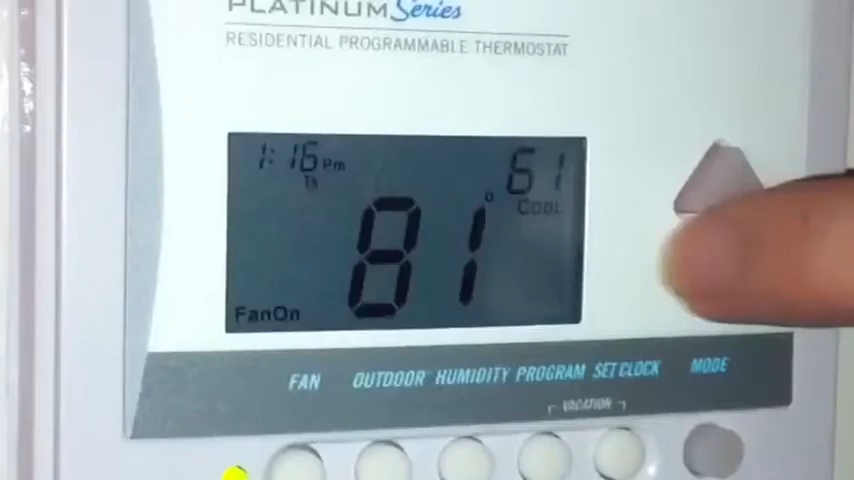 PLATINUM Series
RESIDENTIAL PROGRAMMABLE THERMOSTAT
1:16 Pm
Th
61
COOL
81°
FanOn
FAN OUTDOOR HUMIDITY PROGRAM SET CLOCK MODE
VACATION